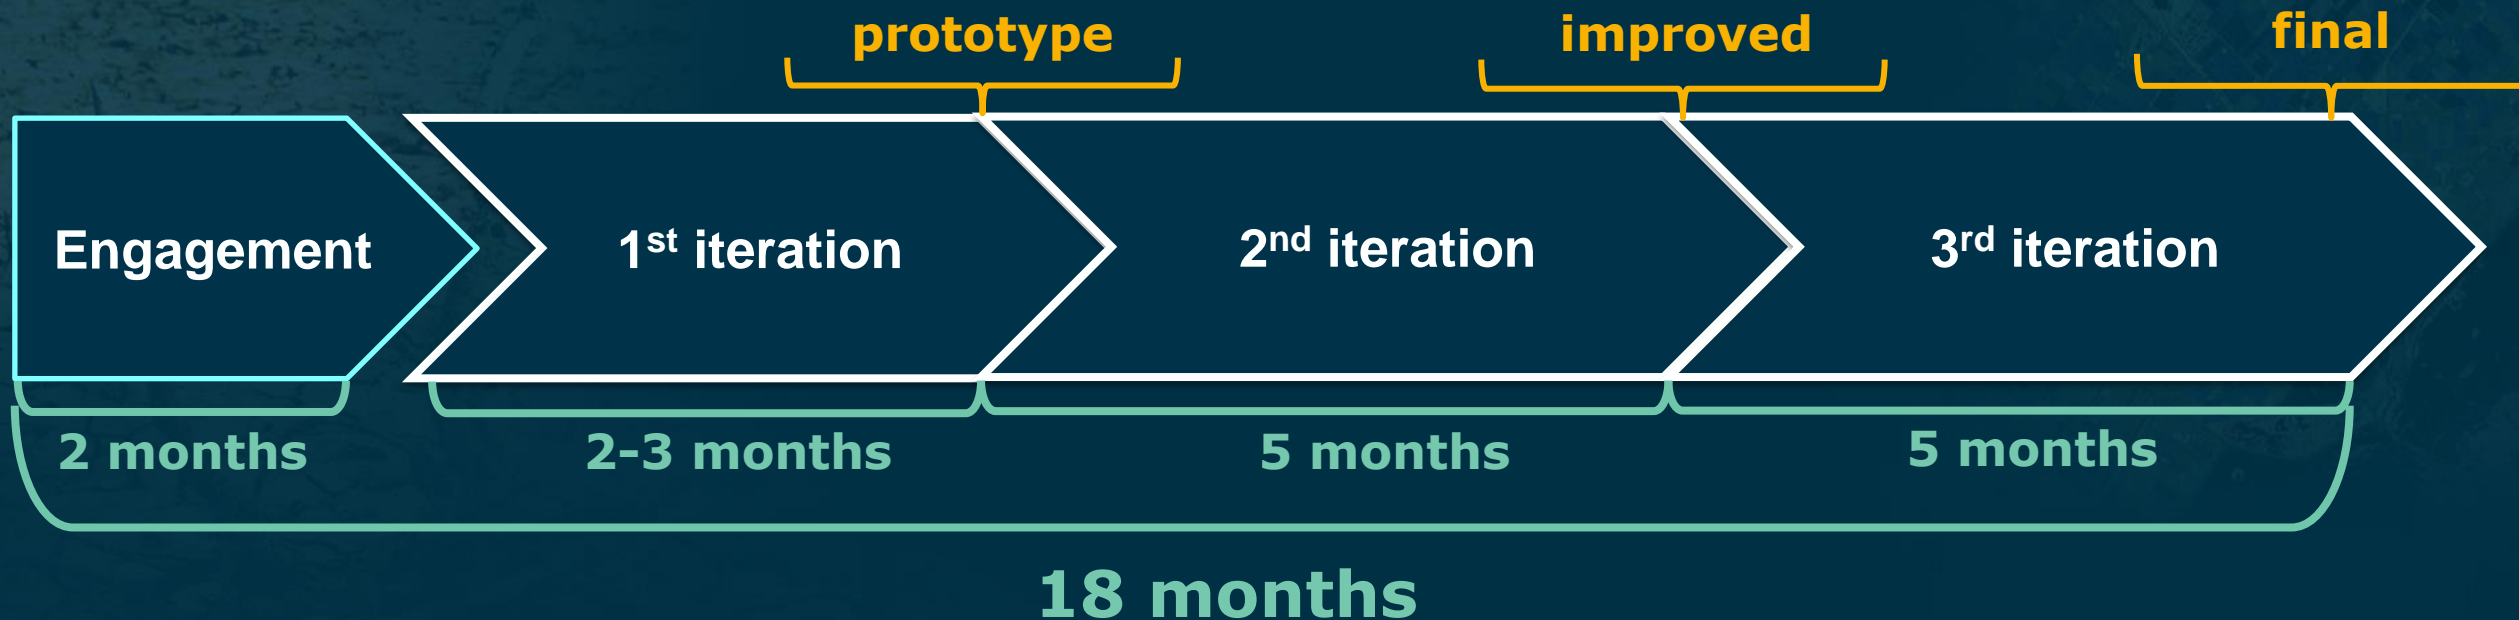 prototype
improved
final
Engagement
1st iteration
2nd iteration
3rd iteration
2 months
2-3 months
5 months
5 months
18 months